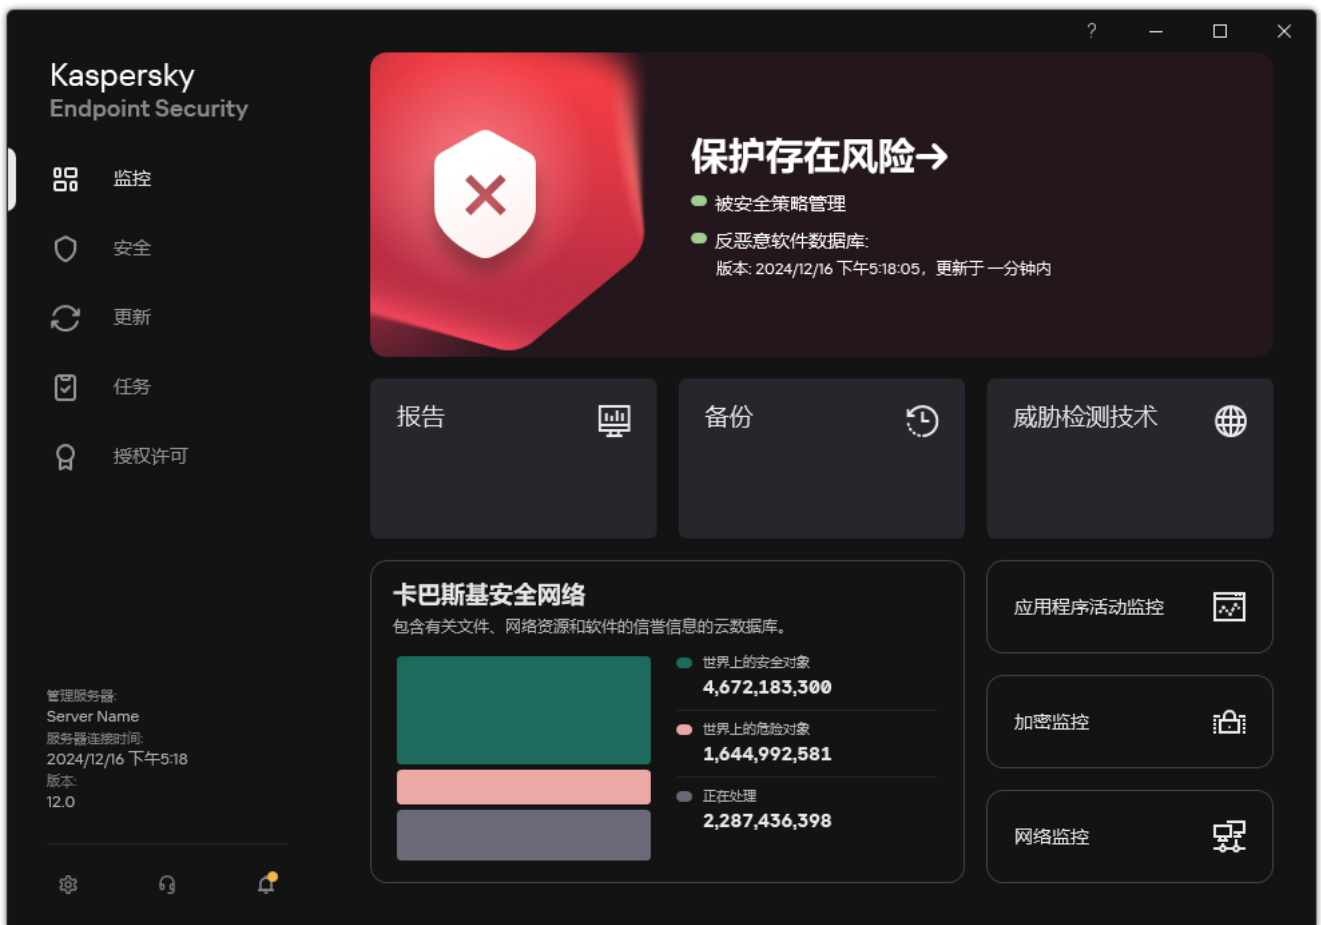 ?
Kaspersky
Endpoint Security
监控
安全
更新
任务
授权许可
管理服务器:
Server Name
服务器连接时间:
2024/12/16 下午5:18
版本:
12.0
保护存在风险→
被安全策略管理
反恶意软件数据库:
版本: 2024/12/16 下午5:18:05，更新于 一分钟内
报告
备份
威胁检测技术
卡巴斯基安全网络
包含有关文件、网络资源和软件的信誉信息的云数据库。
世界上的安全对象
4,672,183,300
世界上的危险对象
1,644,992,581
正在处理
2,287,436,398
应用程序活动监控
加密监控
网络监控